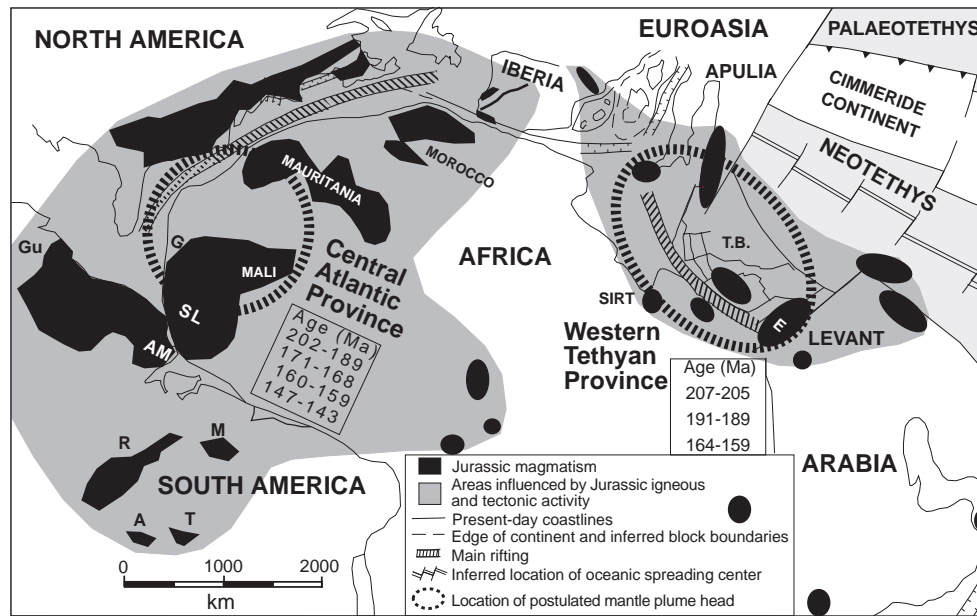 NORTH AMERICA
EUROASIA
PALAEOTETHYS
IBERIA
APULIA
CIMMERIDE
CONTINENT
NEOTETHYS
MOROCCO
MAURITANIA
Gu
G
MALI
SL
AM
Central
Atlantic
Province
Age (Ma)
202-189
171-168
160-159
147-143
AFRICA
T.B.
SIRT
E
LEVANT
Western
Tethyan
Province
Age (Ma)
207-205
191-189
164-159
ARABIA
R
M
SOUTH AMERICA
A
T
0
1000
2000
km
Jurassic magmatism
Areas influenced by Jurassic igneous
and tectonic activity
Present-day coastlines
Edge of continent and inferred block boundaries
Main rifting
Inferred location of oceanic spreading center
Location of postulated mantle plume head